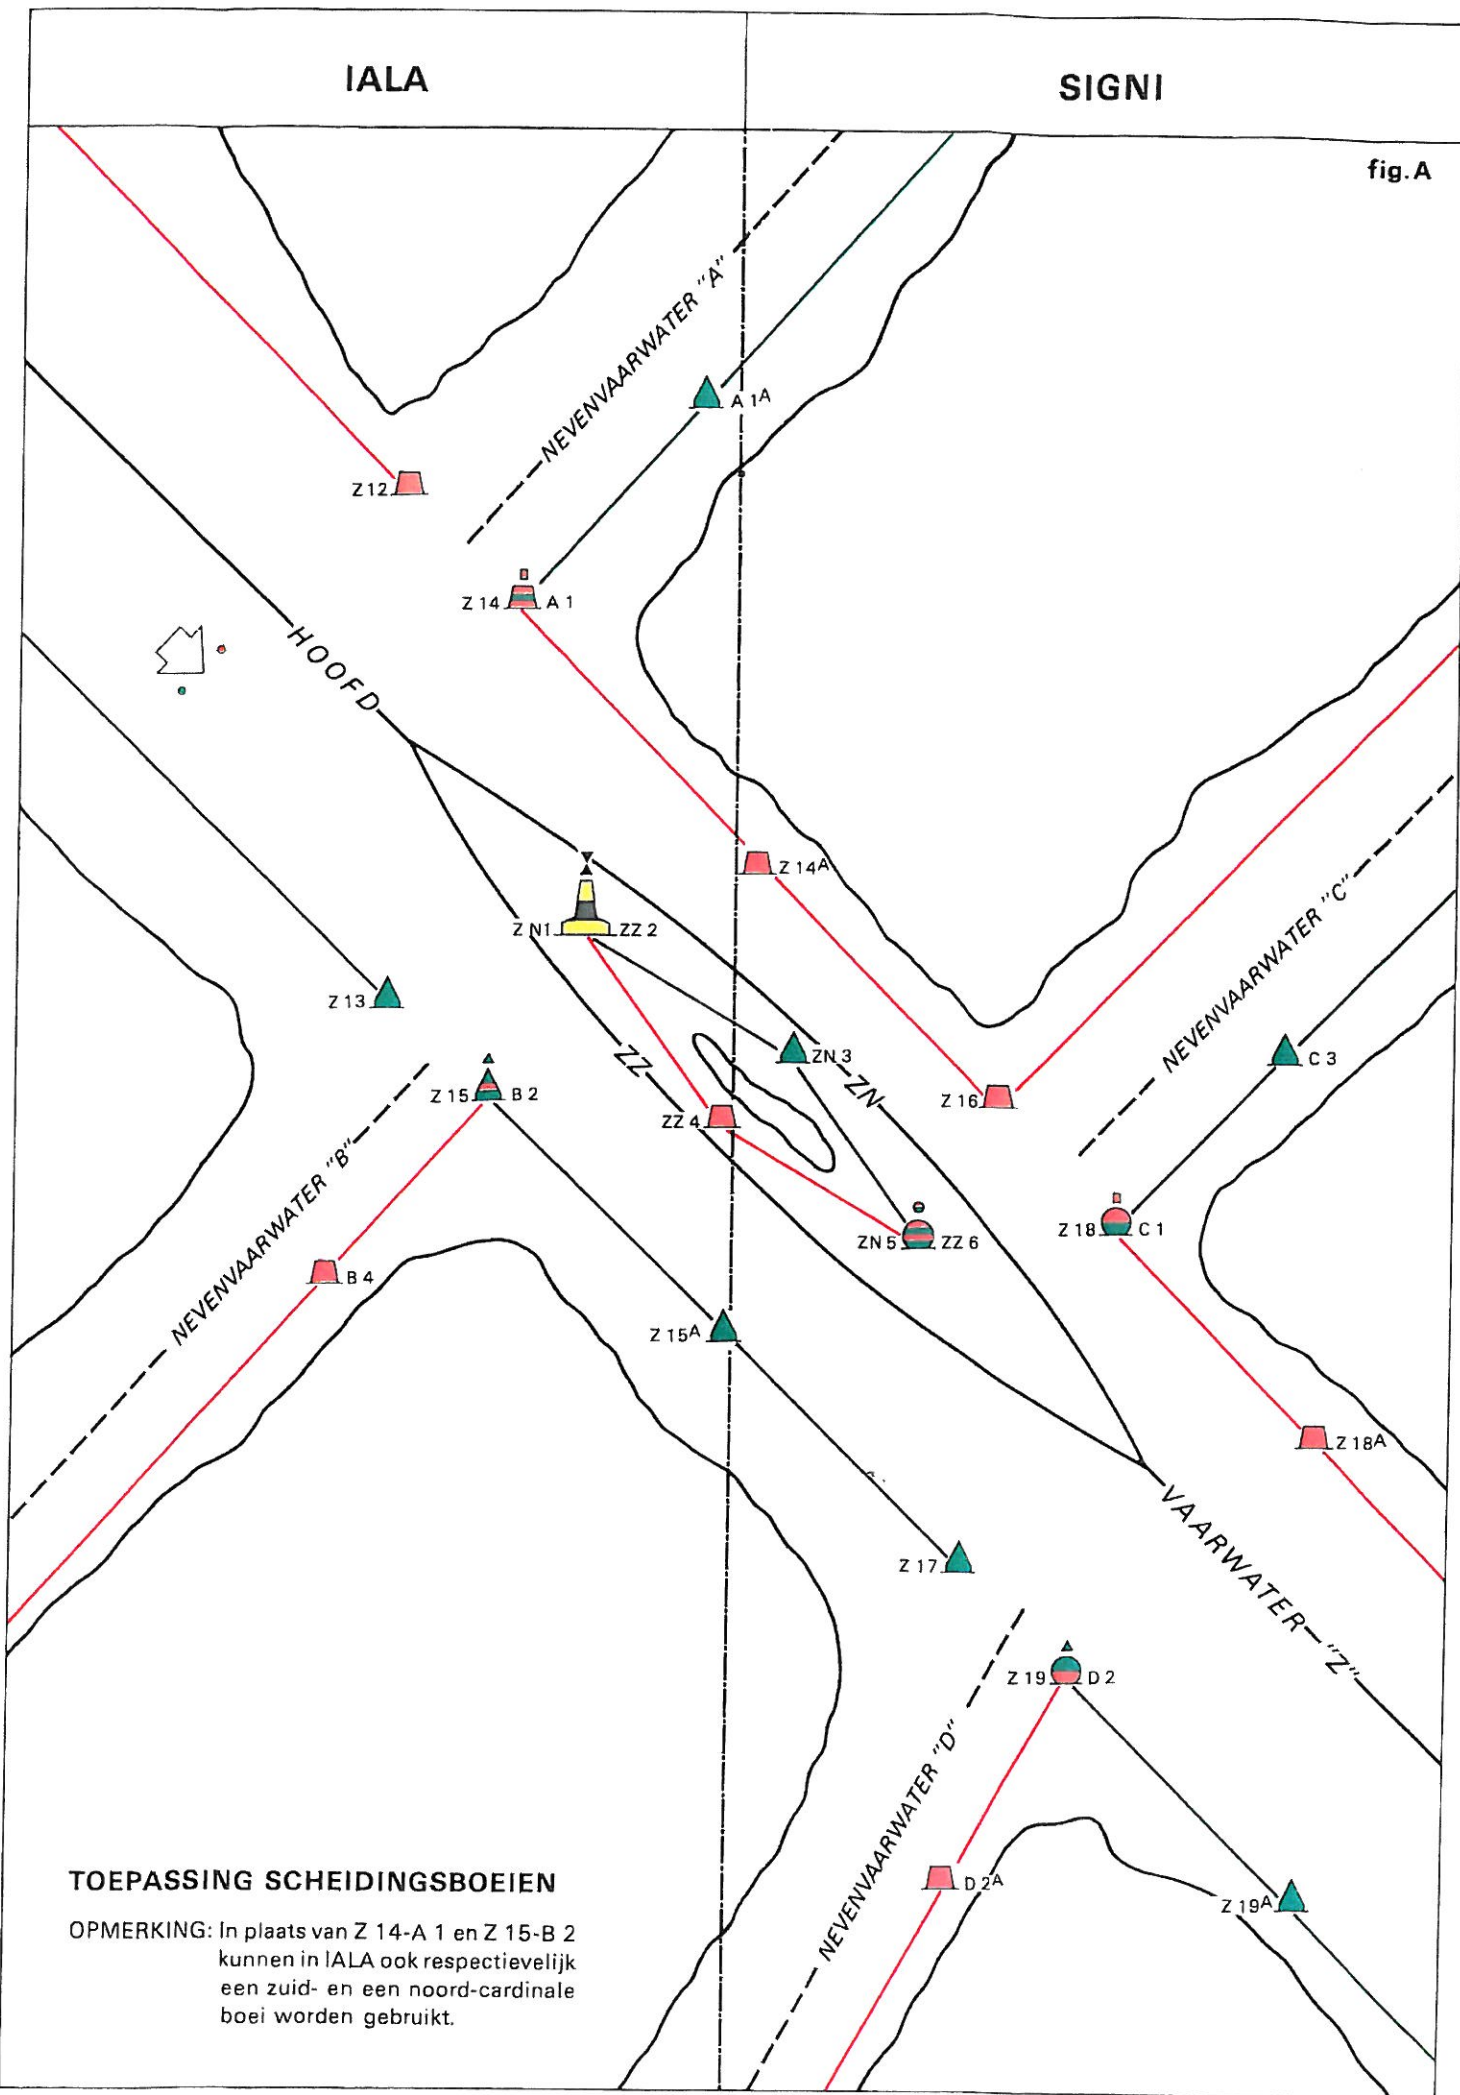 IALA
SIGNI
fig.A
NEVENVAARWATER "A"
A 1A
Z 12
Z 14
A 1
HOOFD
Z 14A
Z N1
ZZ 2
NEVENVAARWATER "C"
Z 13
ZN 3
C 3
ZZ
ZN
Z 15
B 2
Z 16
ZZ 4
NEVENVAARWATER "B"
Z 18
C 1
ZN 5
ZZ 6
B 4
Z 15A
Z 18A
VAARWATER "Z"
Z 17
Z 19
D 2
NEVENVAARWATER "D"
D 2A
Z 19A
TOEPASSING SCHEIDINGSBOEIEN
OPMERKING: In plaats van Z 14-A 1 en Z 15-B 2
kunnen in IALA ook respectievelijk
een zuid- en een noord-cardinale
boei worden gebruikt.